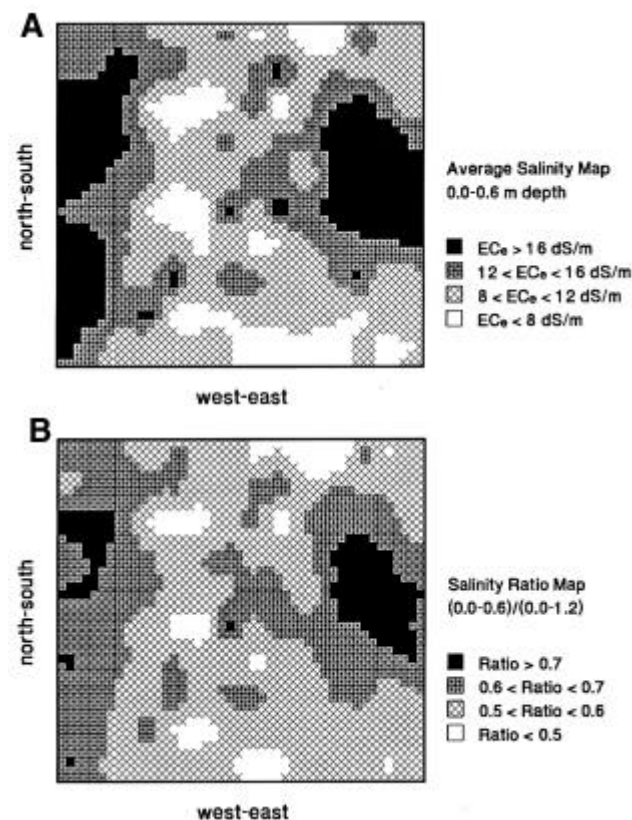 A
north-south
Average Salinity Map
0.0-0.6 m depth
ECe > 16 dS/m
12 < ECe < 16 dS/m
8 < ECe < 12 dS/m
ECe < 8 dS/m
west-east
B
north-south
Salinity Ratio Map
(0.0-0.6)/(0.0-1.2)
Ratio > 0.7
0.6 < Ratio < 0.7
0.5 < Ratio < 0.6
Ratio < 0.5
west-east